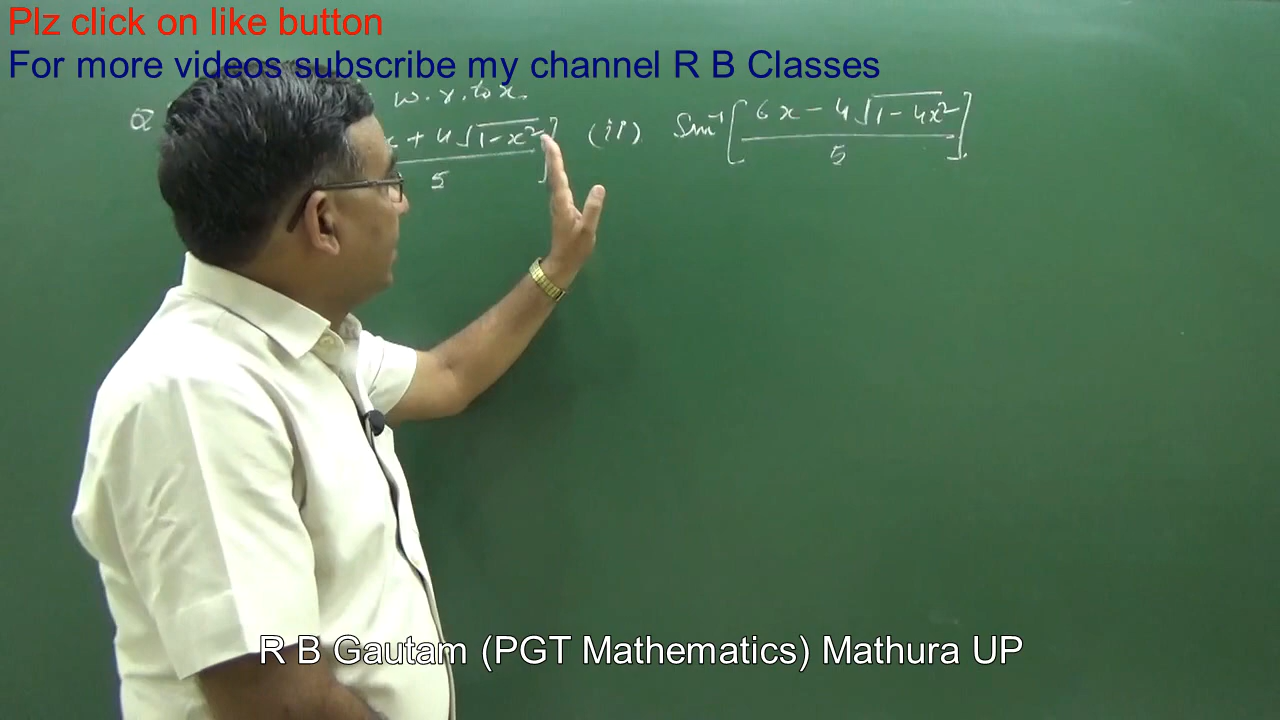 Plz click on like button
For more videos subscribe my channel R B Classes
Q w.r.to x.
x + 4√1-x² ] (ii) Sin⁻¹ [ 6x - 4√1-4x² ]
5 5
R B Gautam (PGT Mathematics) Mathura UP